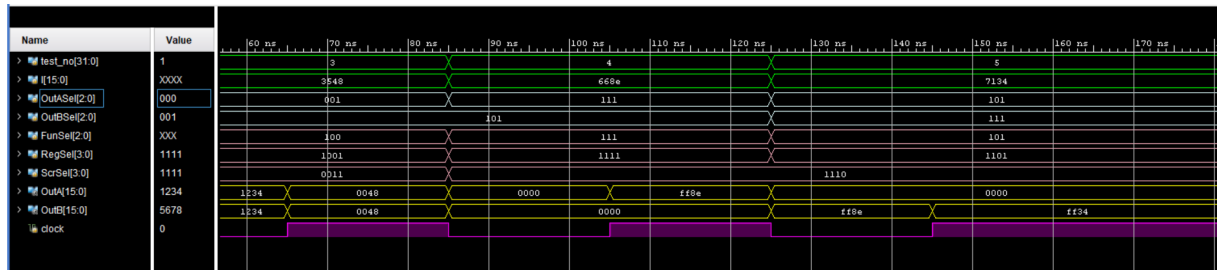 Name Value
60 ns 70 ns 80 ns 90 ns 100 ns 110 ns 120 ns 130 ns 140 ns 150 ns 160 ns 170 ns
test_no[31:0] 1 3 4 5
I[15:0] XXXX 3548 668e 7134
OutASel[2:0] 000 001 111 101
OutBSel[2:0] 001 101 111
FunSel[2:0] XXX 100 111 101
RegSel[3:0] 1111 1001 1111 1101
ScrSel[3:0] 1111 0011 1110
OutA[15:0] 1234 1234 0048 0000 ff8e 0000
OutB[15:0] 5678 1234 0048 0000 ff8e ff34
clock 0